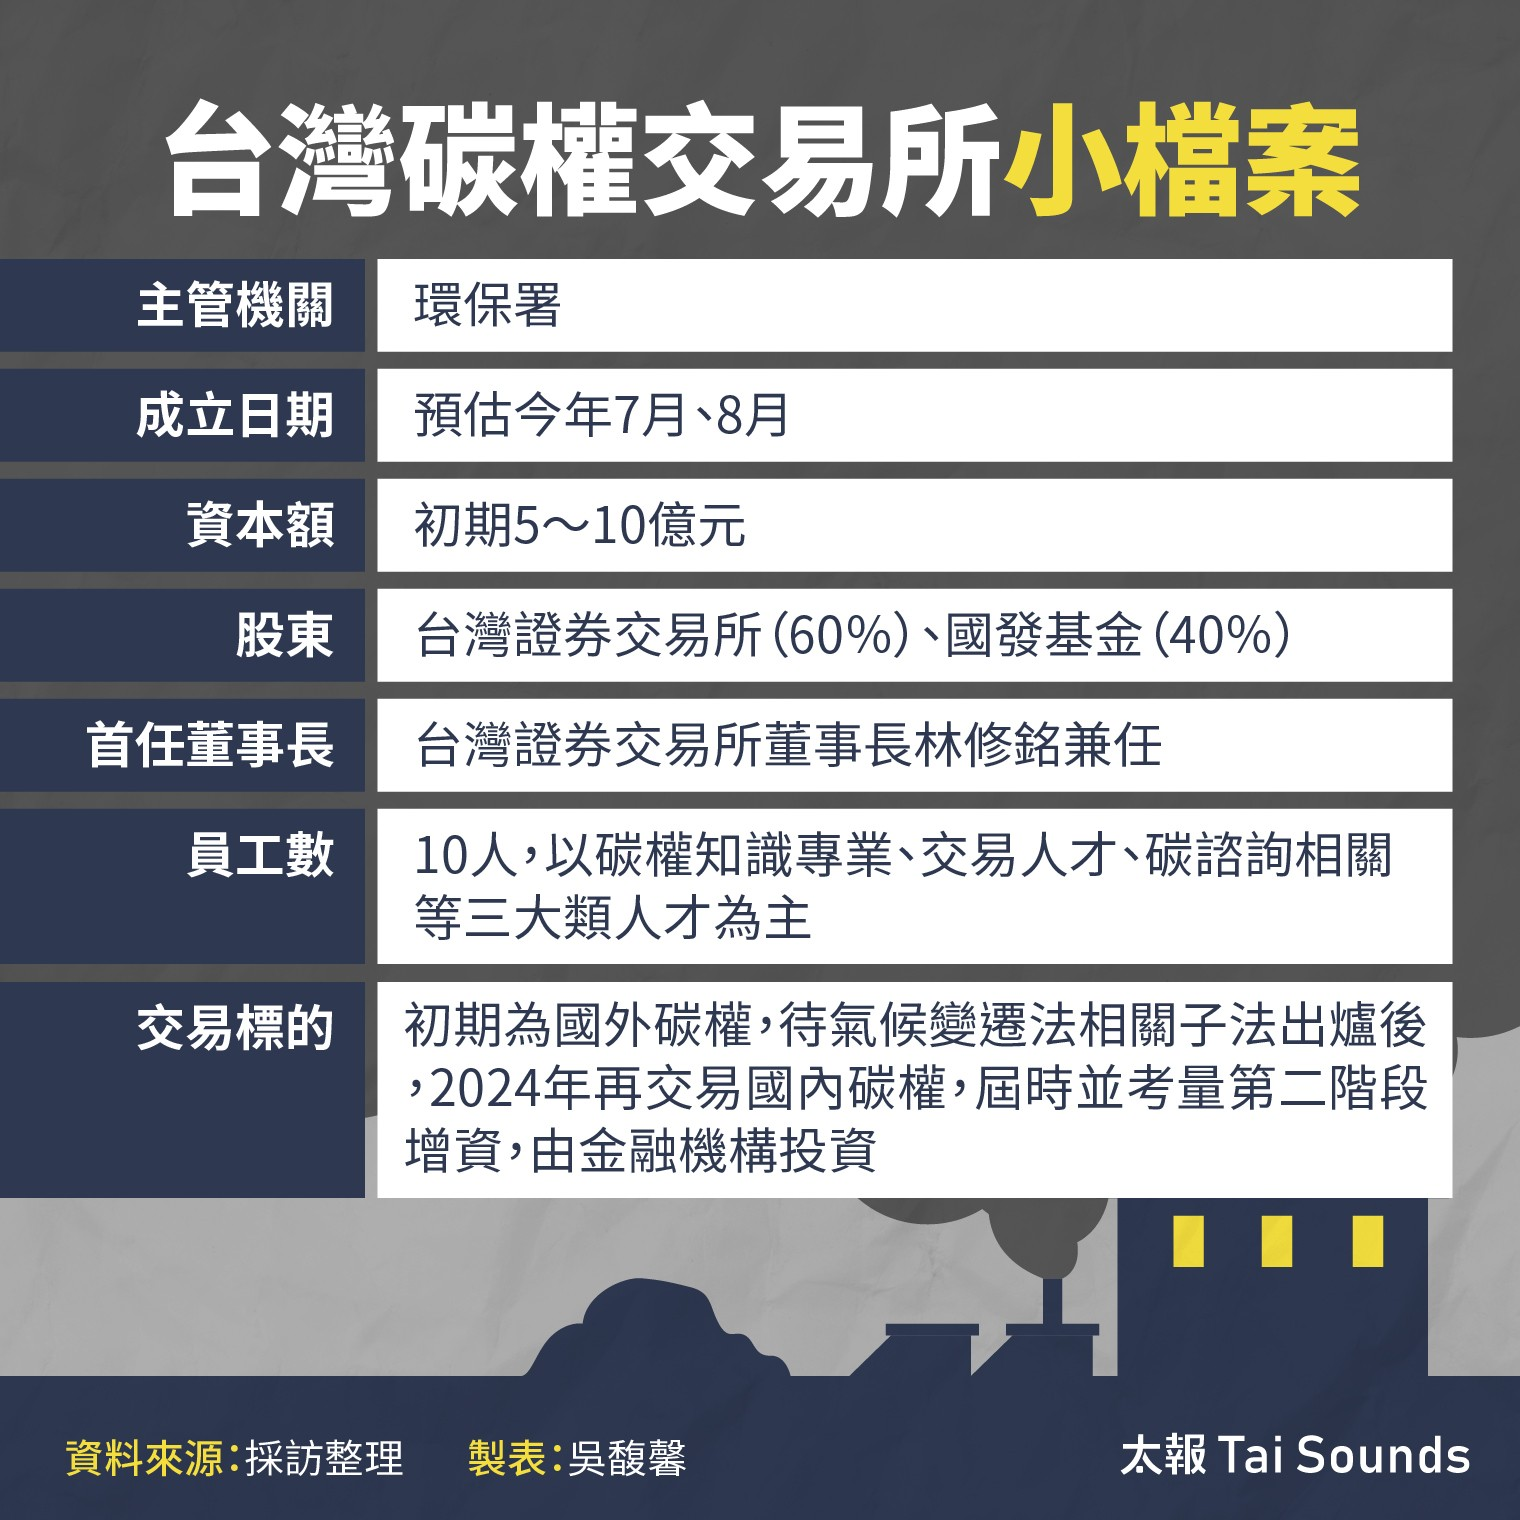 台灣碳權交易所小檔案
主管機關
環保署
成立日期
預估今年7月、8月
資本額
初期5～10億元
股東
台灣證券交易所（60%）、國發基金（40%）
首任董事長
台灣證券交易所董事長林修銘兼任
員工數
10人，以碳權知識專業、交易人才、碳諮詢相關
等三大類人才為主
交易標的
初期為國外碳權，待氣候變遷法相關子法出爐後
，2024年再交易國內碳權，屆時並考量第二階段
增資，由金融機構投資
資料來源：採訪整理 製表：吳馥馨
太報 Tai Sounds